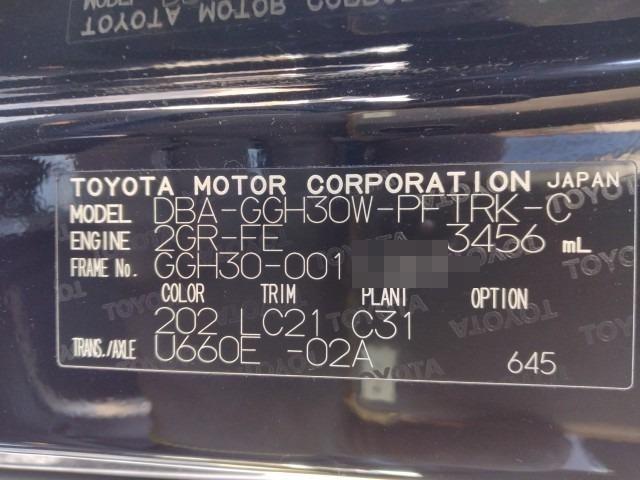 TOYOTA MOTOR CORPORATION JAPAN
MODEL DBA-GGH30W-PFTRK-C
ENGINE 2GR-FE 3456 mL
FRAME No. GGH30-001
COLOR TRIM PLANT OPTION
202 LC21 C31
TRANS./AXLE U660E -02A 645